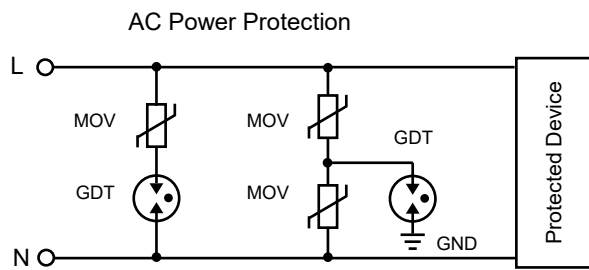 AC Power Protection
L
MOV
MOV
GDT
GDT
MOV
GND
N
Protected Device